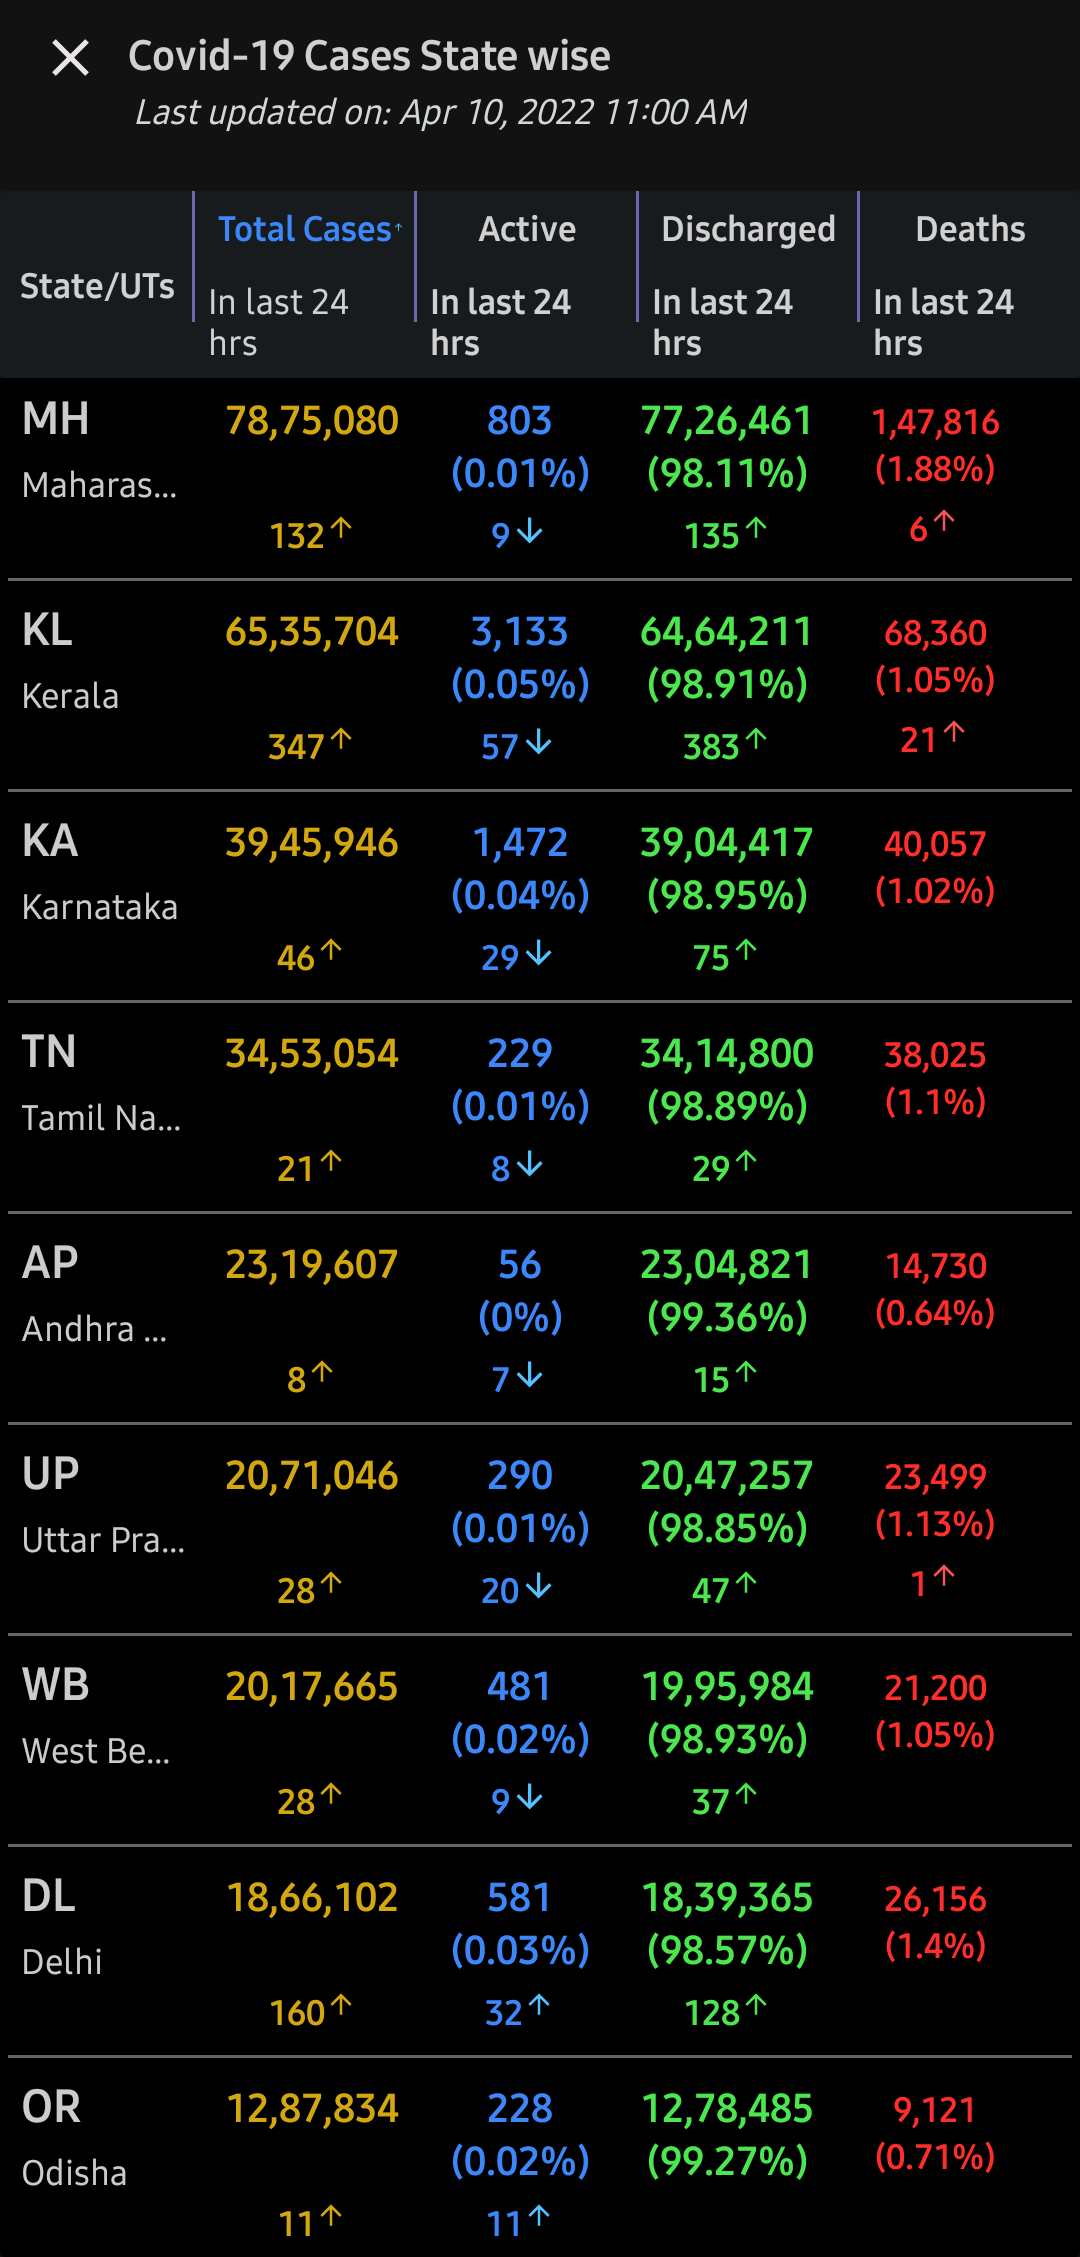 Covid-19 Cases State wise
Last updated on: Apr 10, 2022 11:00 AM
State/UTs Total Cases↑ Active Discharged Deaths
In last 24 hrs In last 24 hrs In last 24 hrs In last 24 hrs
MH 78,75,080 803 77,26,461 1,47,816
Maharas... (0.01%) (98.11%) (1.88%)
132↑ 9↓ 135↑ 6↑
KL 65,35,704 3,133 64,64,211 68,360
Kerala (0.05%) (98.91%) (1.05%)
347↑ 57↓ 383↑ 21↑
KA 39,45,946 1,472 39,04,417 40,057
Karnataka (0.04%) (98.95%) (1.02%)
46↑ 29↓ 75↑
TN 34,53,054 229 34,14,800 38,025
Tamil Na... (0.01%) (98.89%) (1.1%)
21↑ 8↓ 29↑
AP 23,19,607 56 23,04,821 14,730
Andhra ... (0%) (99.36%) (0.64%)
8↑ 7↓ 15↑
UP 20,71,046 290 20,47,257 23,499
Uttar Pra... (0.01%) (98.85%) (1.13%)
28↑ 20↓ 47↑ 1↑
WB 20,17,665 481 19,95,984 21,200
West Be... (0.02%) (98.93%) (1.05%)
28↑ 9↓ 37↑
DL 18,66,102 581 18,39,365 26,156
Delhi (0.03%) (98.57%) (1.4%)
160↑ 32↑ 128↑
OR 12,87,834 228 12,78,485 9,121
Odisha (0.02%) (99.27%) (0.71%)
11↑ 11↑